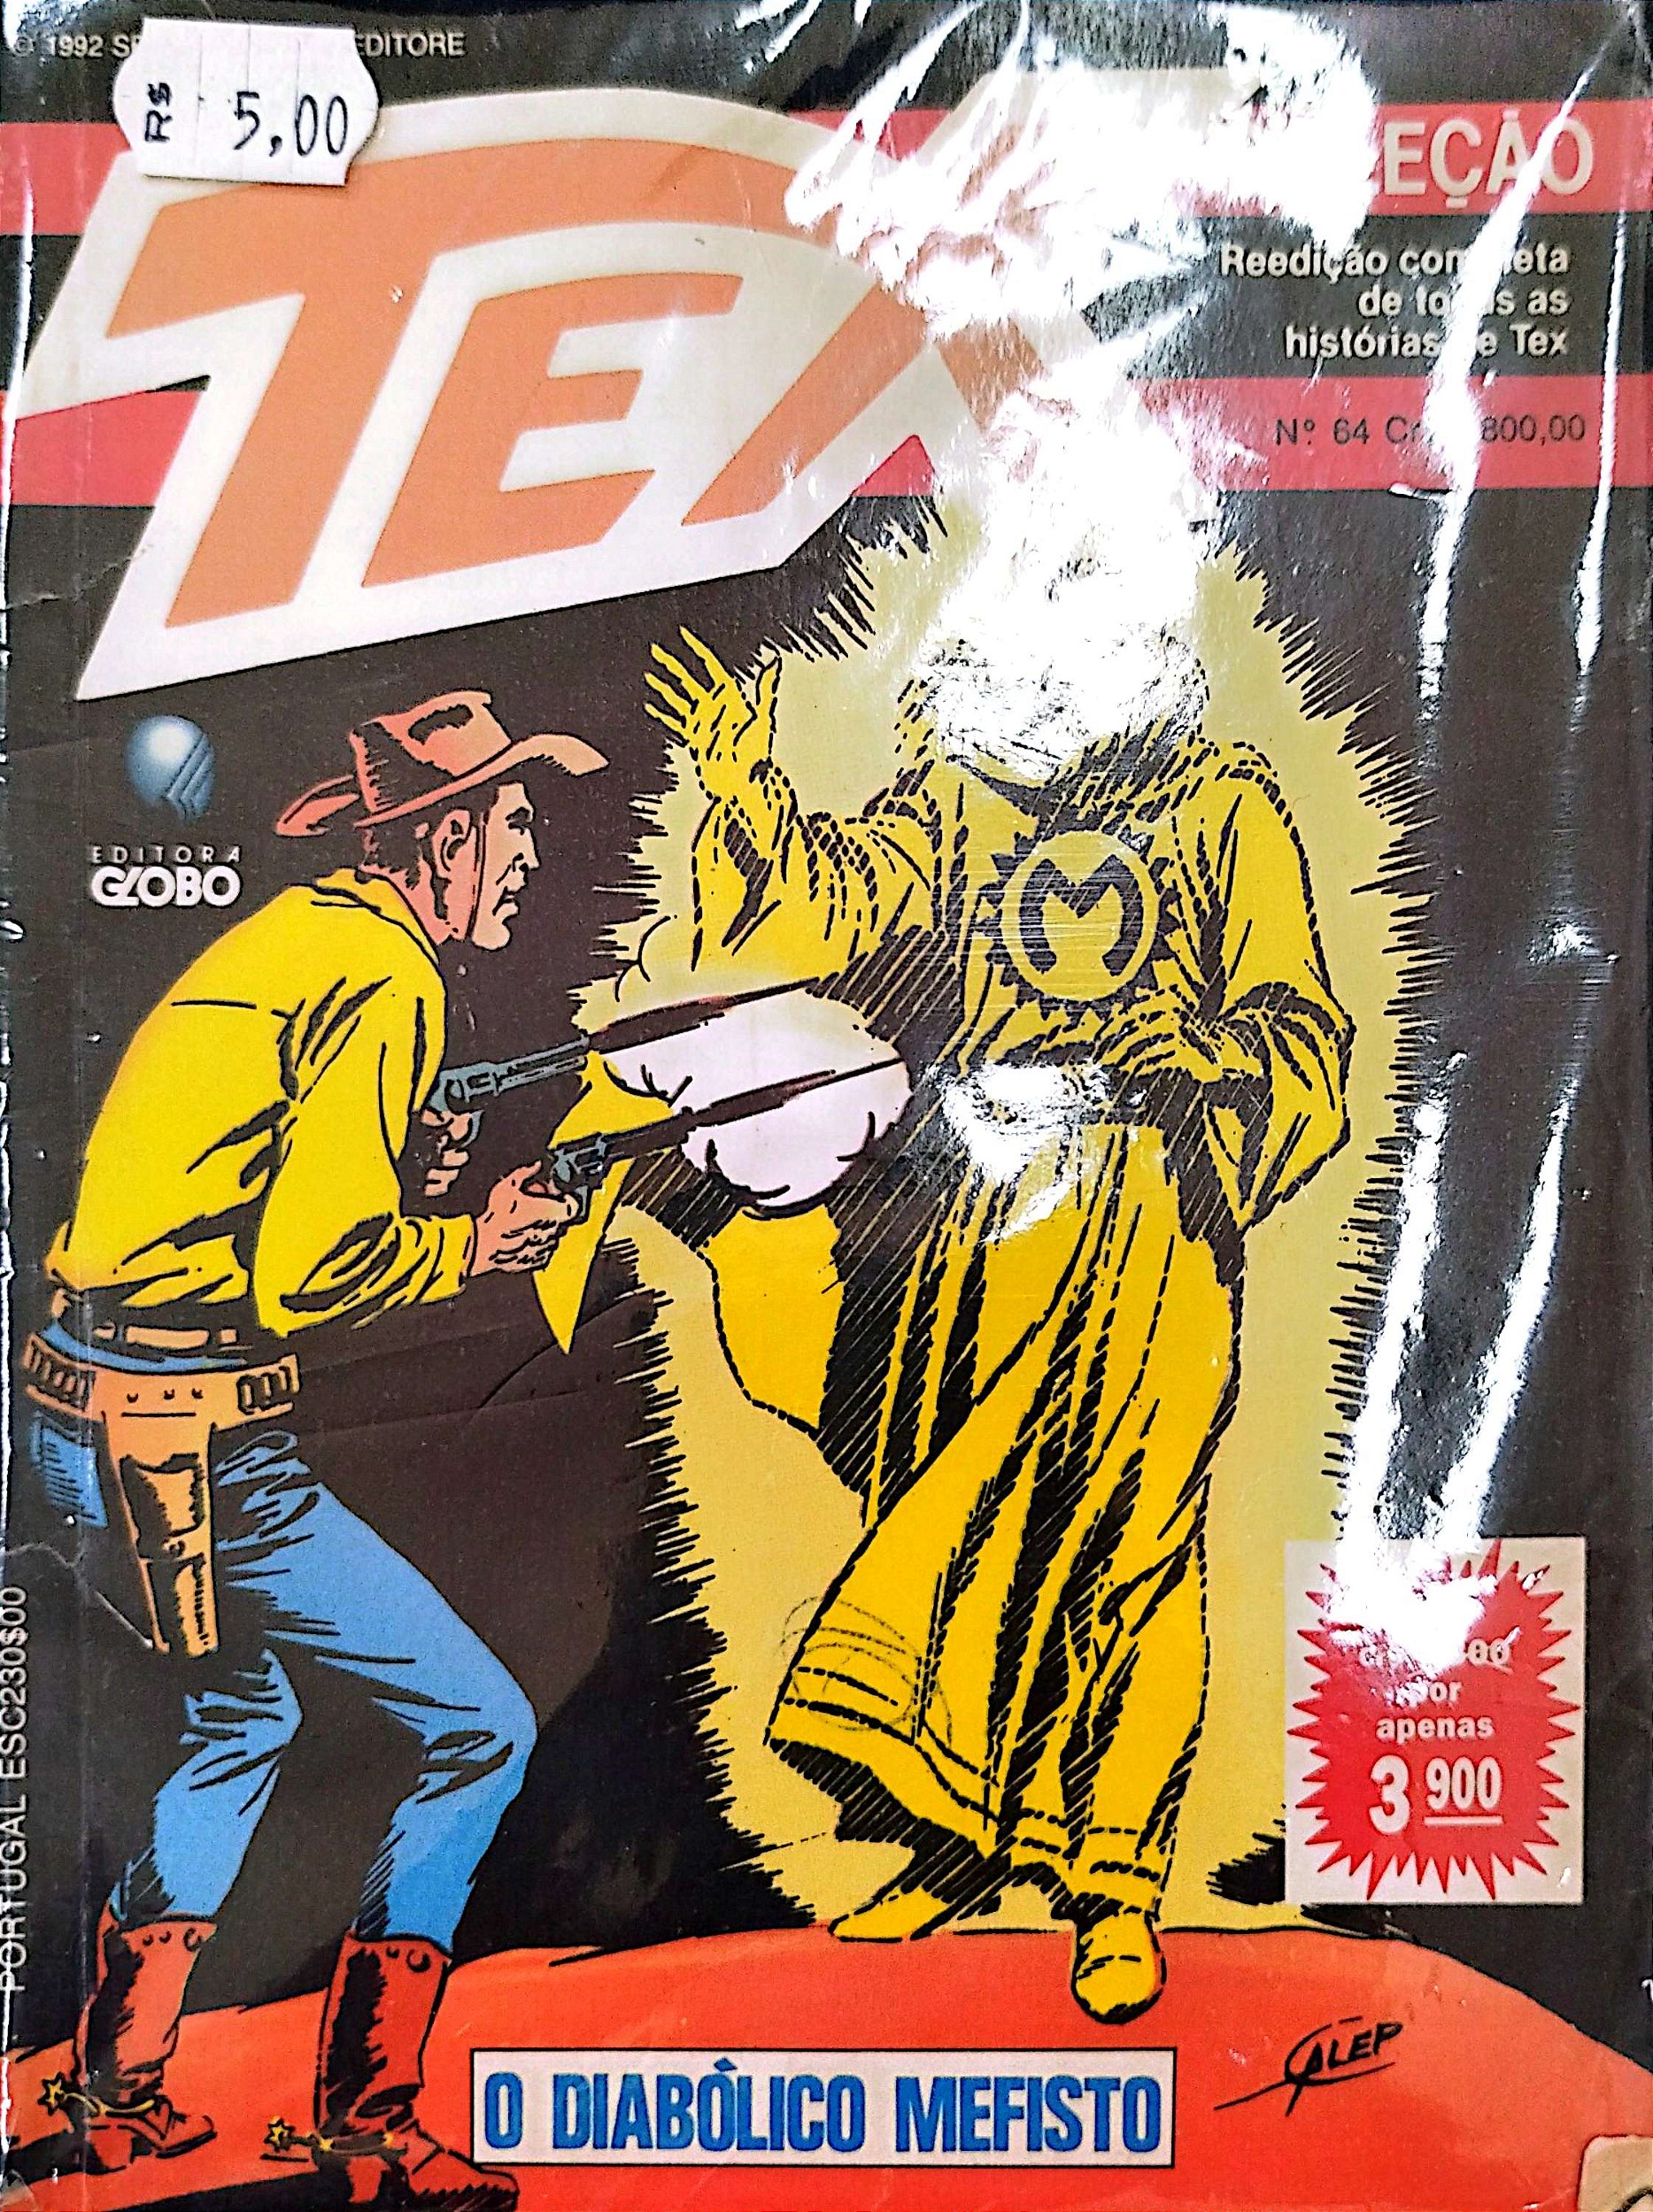 © 1992 EDITORE
R$ 5,00
TEX
Reedição
de as
histórias Tex
Nº 64 800,00
EDITORA
GLOBO
M
por
apenas
3 900
PORTUGAL ESC230$00
GALEP
O DIABÓLICO MEFISTO